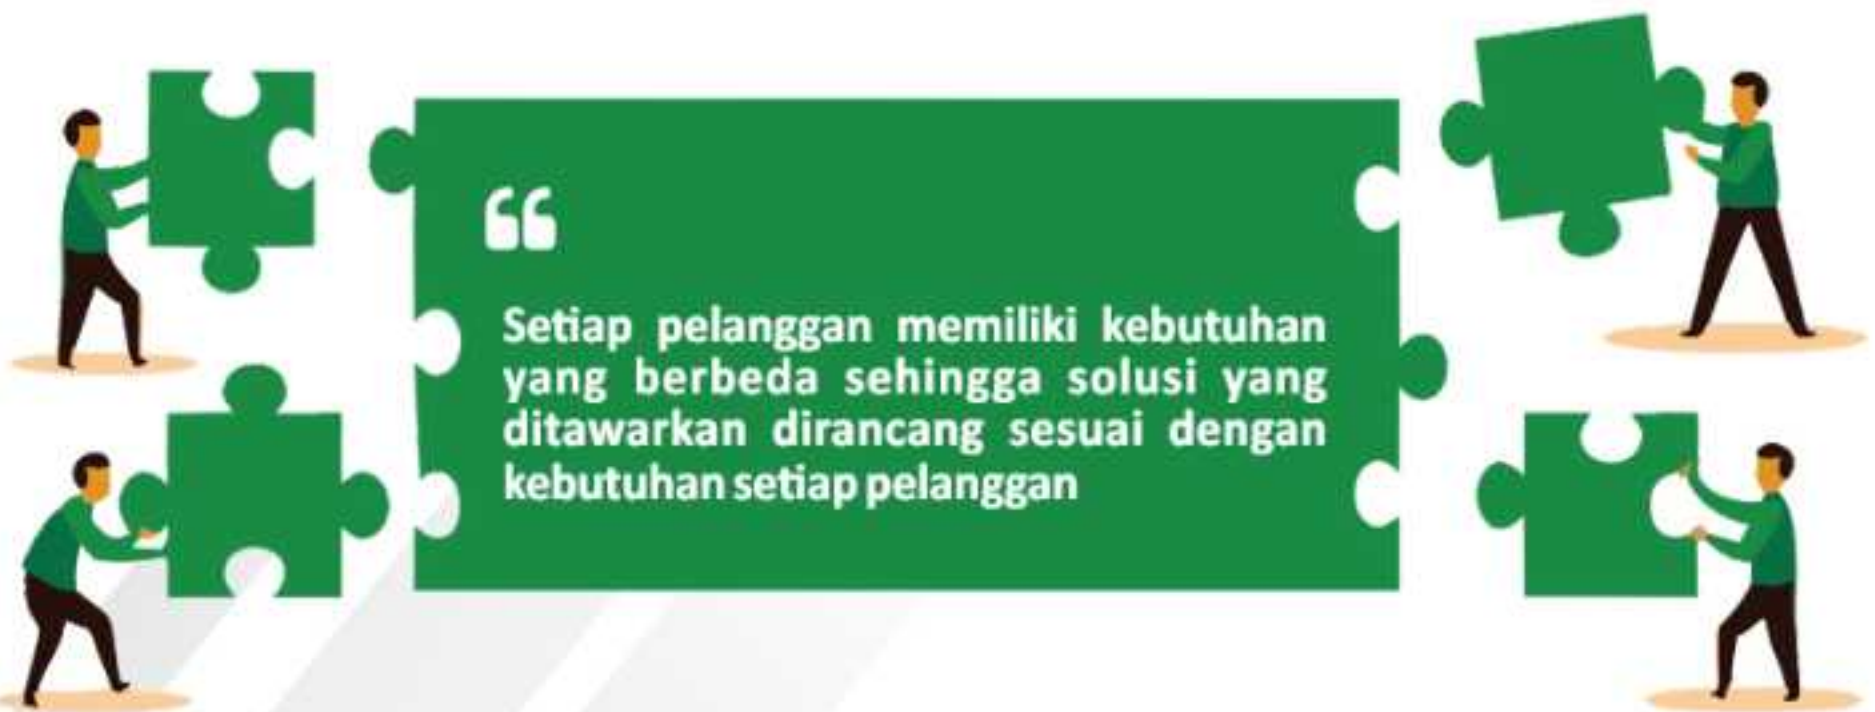 “
Setiap pelanggan memiliki kebutuhan
yang berbeda sehingga solusi yang
ditawarkan dirancang sesuai dengan
kebutuhan setiap pelanggan